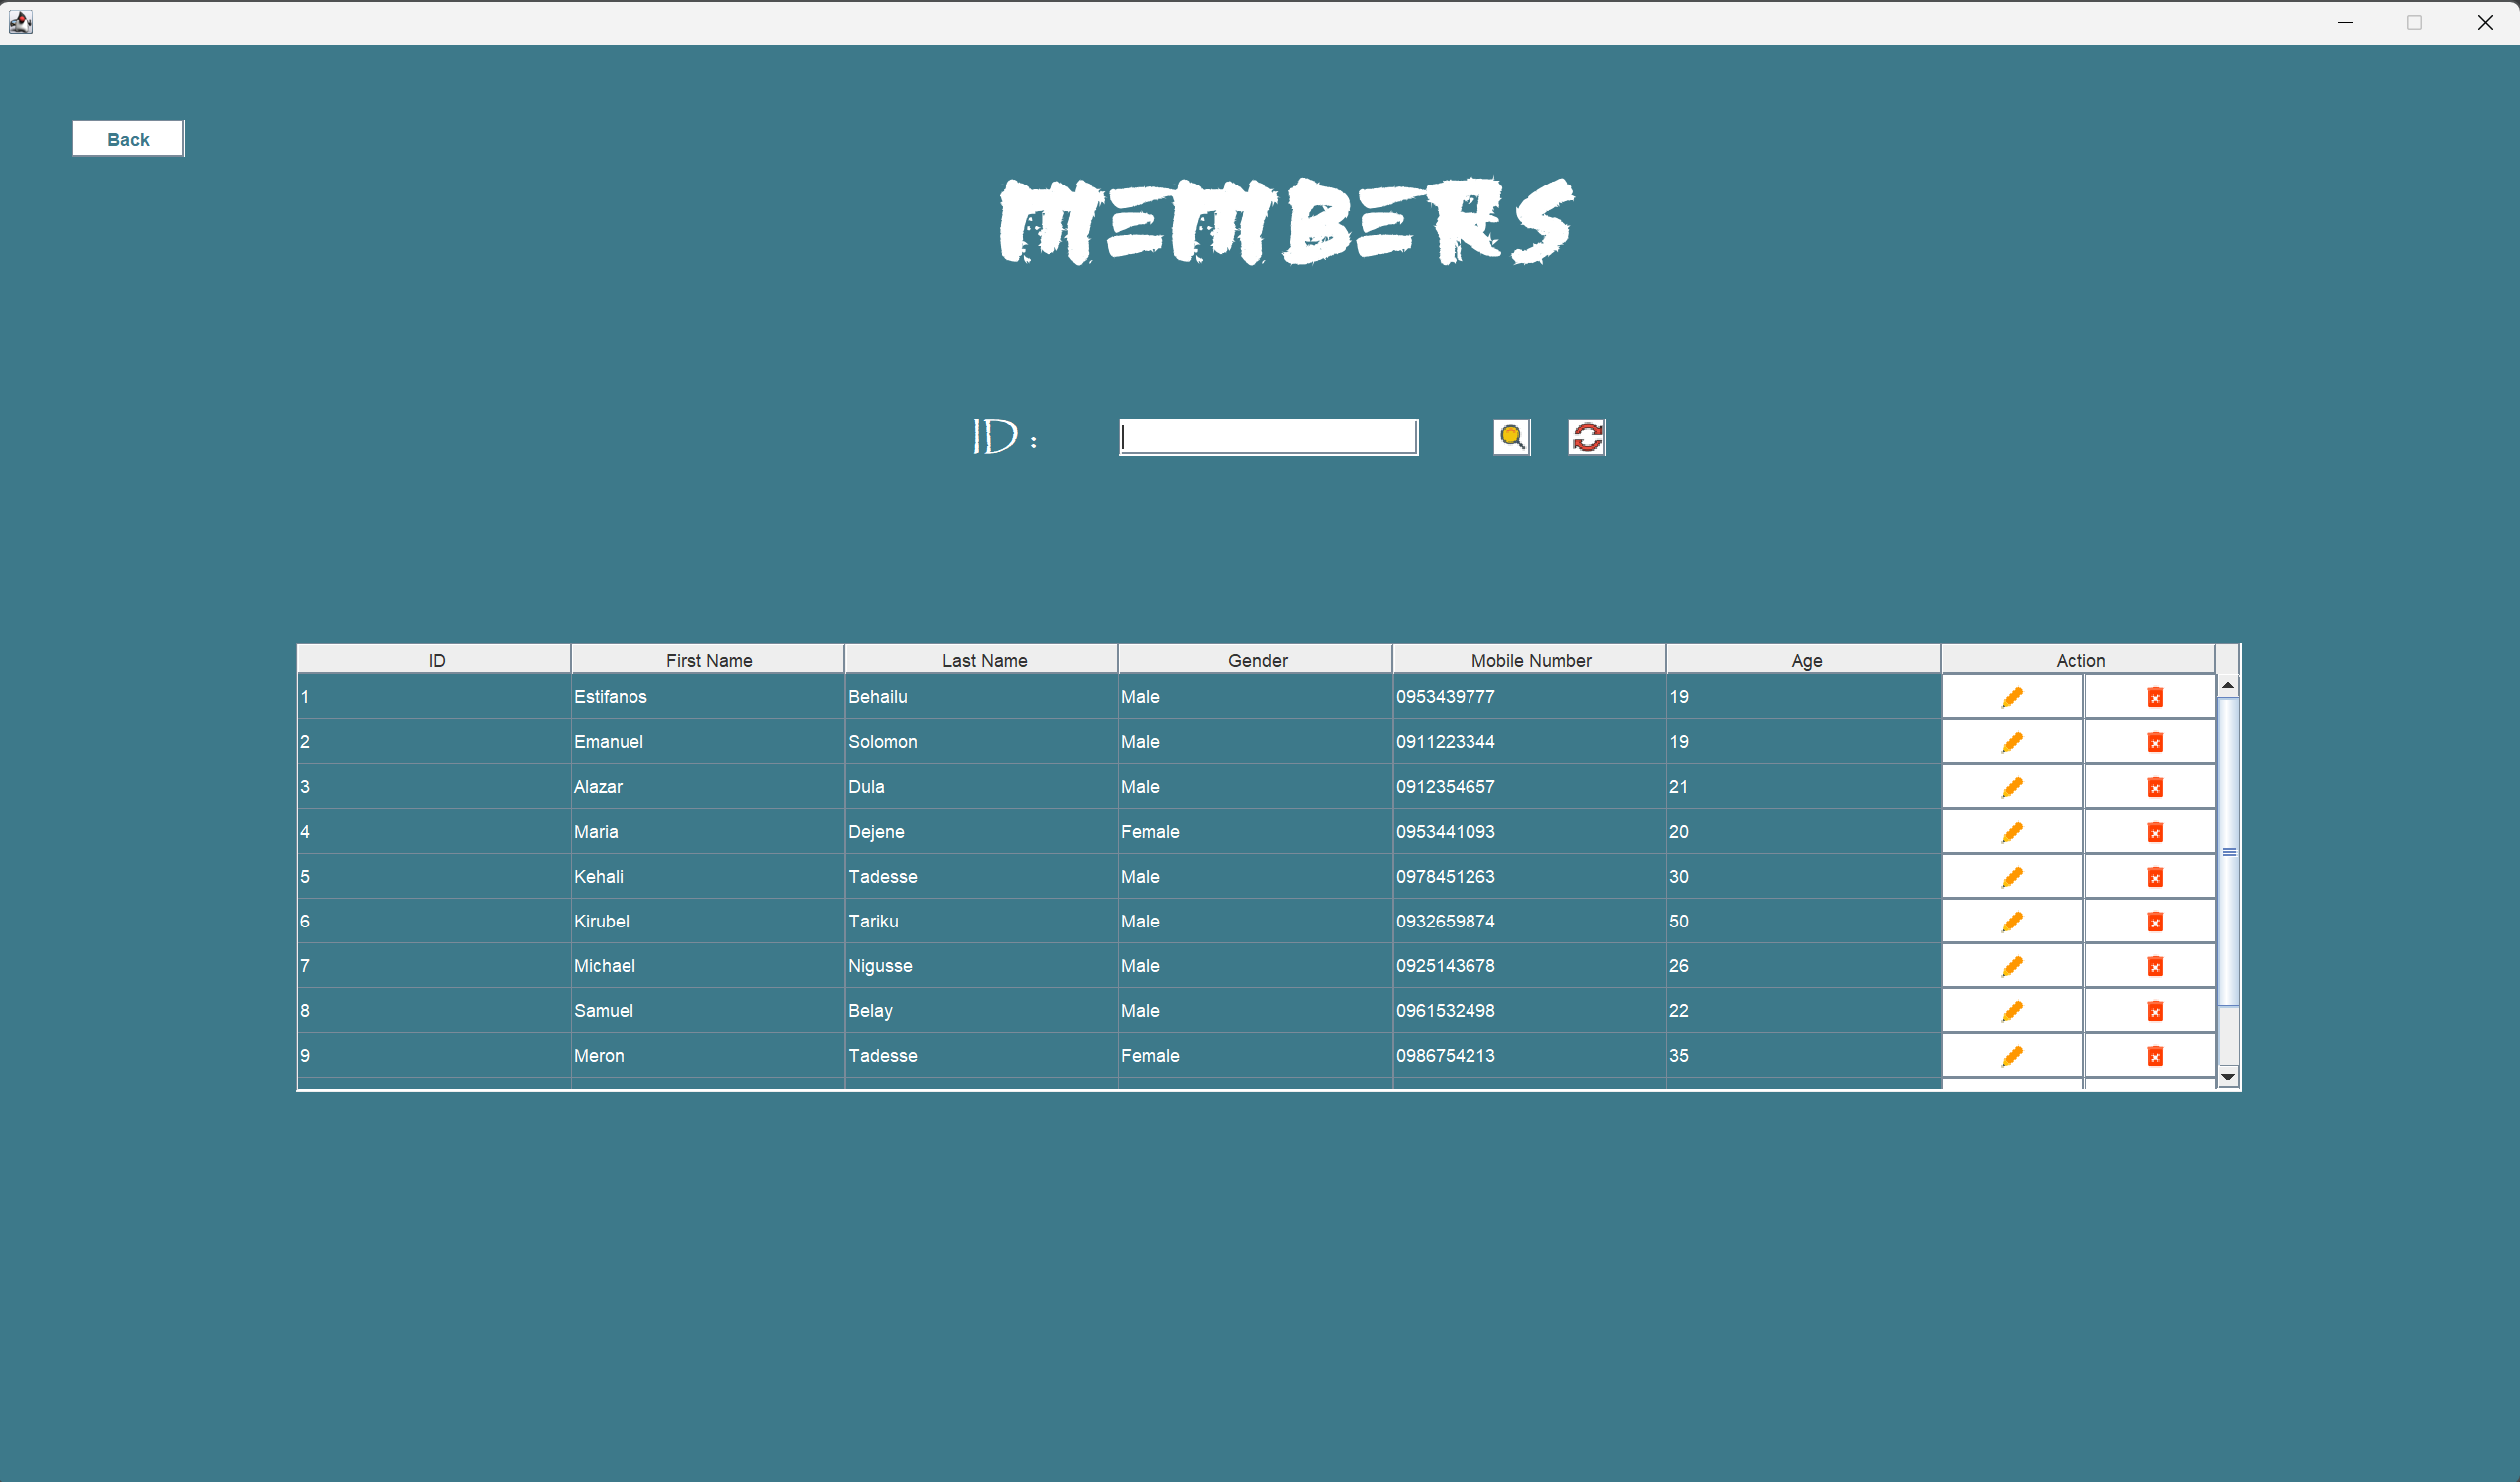 Back
MEMBERS
ID :
ID First Name Last Name Gender Mobile Number Age Action
1 Estifanos Behailu Male 0953439777 19
2 Emanuel Solomon Male 0911223344 19
3 Alazar Dula Male 0912354657 21
4 Maria Dejene Female 0953441093 20
5 Kehali Tadesse Male 0978451263 30
6 Kirubel Tariku Male 0932659874 50
7 Michael Nigusse Male 0925143678 26
8 Samuel Belay Male 0961532498 22
9 Meron Tadesse Female 0986754213 35